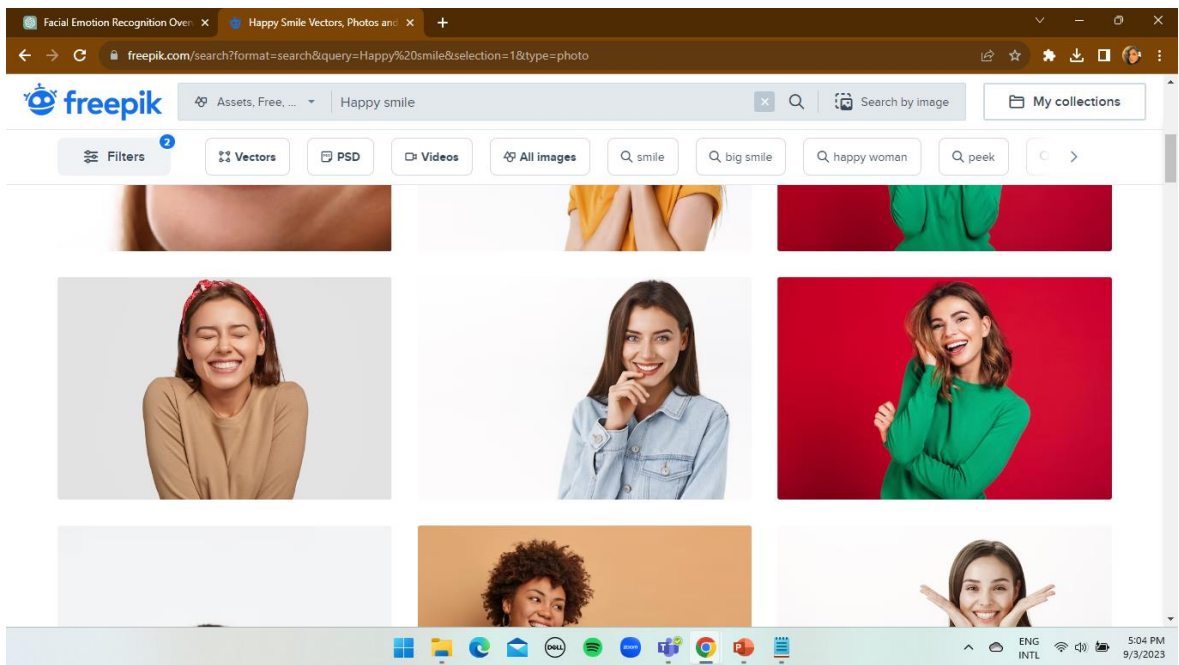 Facial Emotion Recognition Over
Happy Smile Vectors, Photos and
freepik.com/search?format=search&query=Happy%20smile&selection=1&type=photo
freepik
Assets, Free, ...
Happy smile
Search by image
My collections
Filters
2
Vectors
PSD
Videos
All images
smile
big smile
happy woman
peek
DELL
zoom
ENG
INTL
5:04 PM
9/3/2023